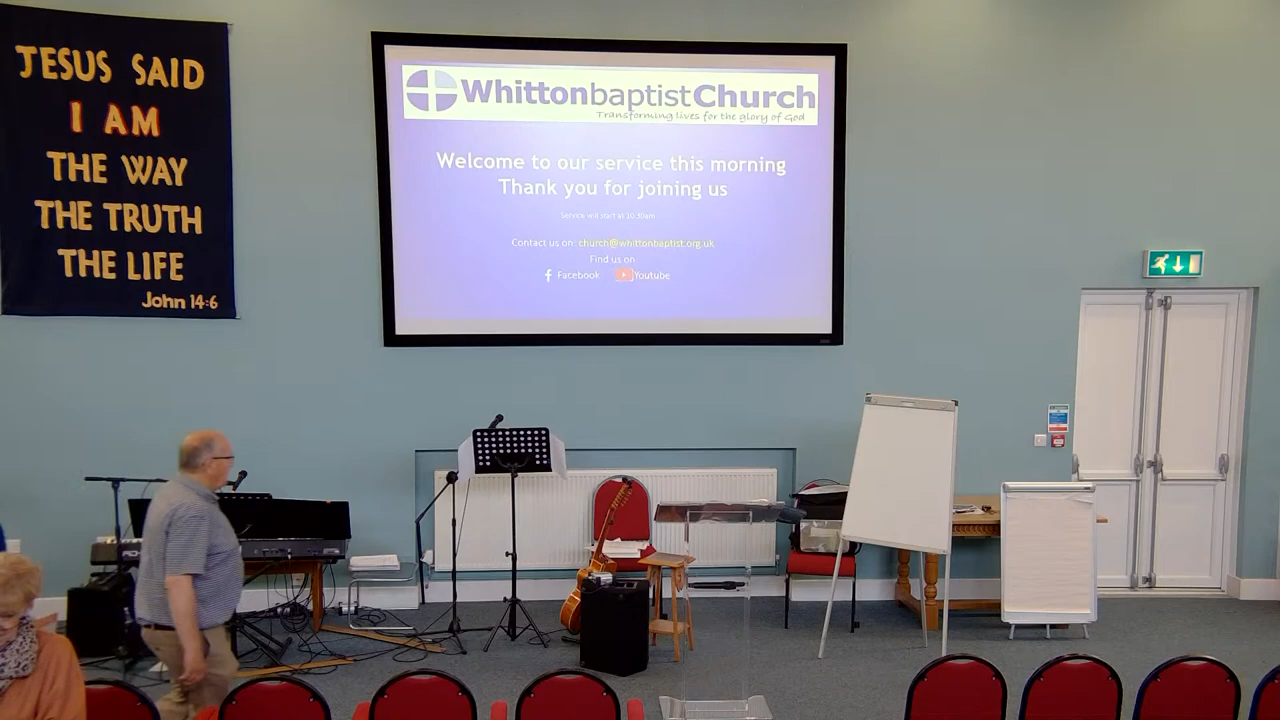 JESUS SAID
I AM
THE WAY
THE TRUTH
THE LIFE
John 14:6
WhittonbaptistChurch
Transforming lives for the glory of God
Welcome to our service this morning
Thank you for joining us
Service will start at 10.30am
Contact us on: church@whittonbaptist.org.uk
Find us on
Facebook Youtube